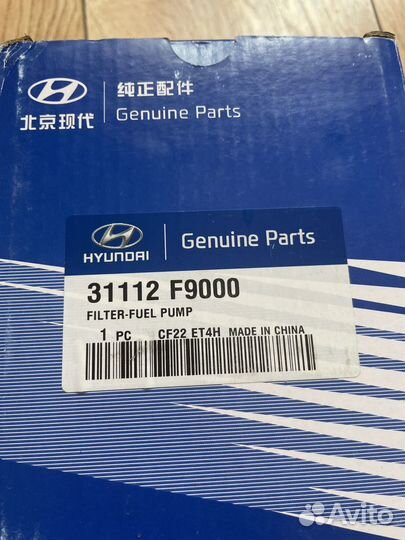 纯正配件
Genuine Parts
北京现代
HYUNDAI
Genuine Parts
31112 F9000
FILTER-FUEL PUMP
1 PC CF22 ET4H MADE IN CHINA
Avito